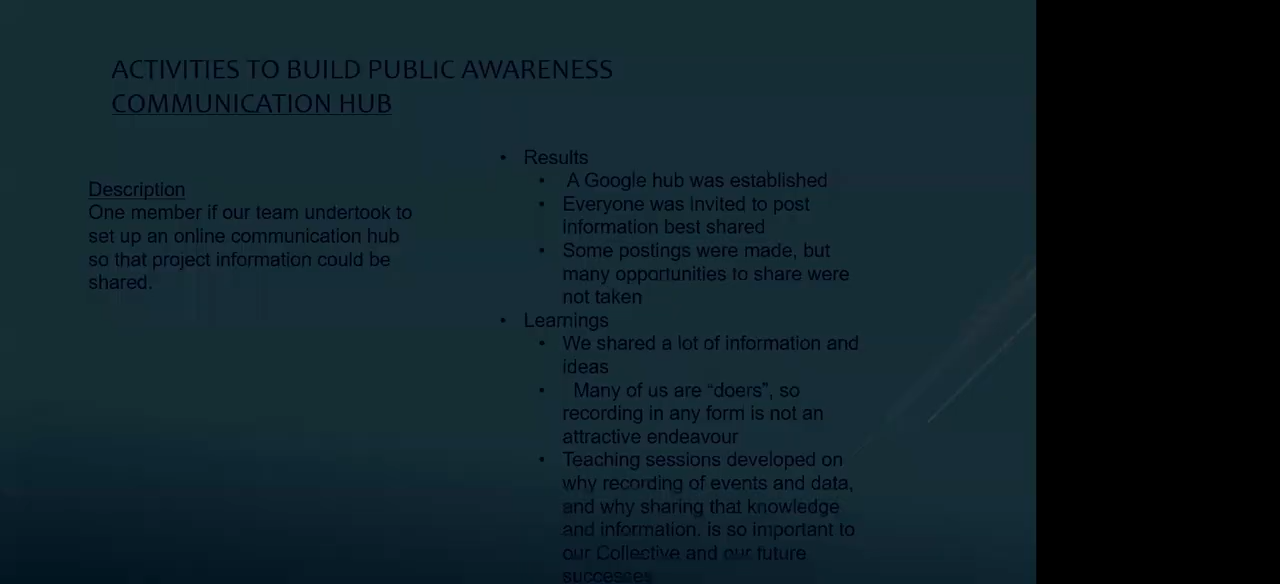 ACTIVITIES TO BUILD PUBLIC AWARENESS
COMMUNICATION HUB
Description
One member if our team undertook to
set up an online communication hub
so that project information could be
shared.
• Results
• A Google hub was established
• Everyone was invited to post
information best shared
• Some postings were made, but
many opportunities to share were
not taken
• Learnings
• We shared a lot of information and
ideas
• Many of us are “doers”, so
recording in any form is not an
attractive endeavour
• Teaching sessions developed on
why recording of events and data,
and why sharing that knowledge
and information. is so important to
our Collective and our future
successes